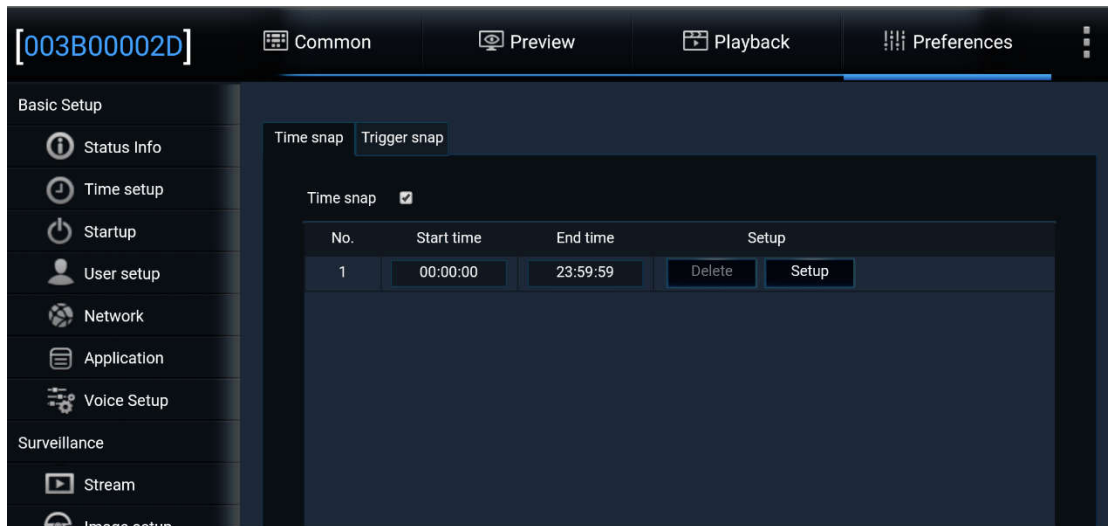 [003B00002D]
Common
Preview
Playback
Preferences
Basic Setup
Status Info
Time setup
Startup
User setup
Network
Application
Voice Setup
Surveillance
Stream
Image setup
Time snap
Trigger snap
Time snap
No. Start time End time Setup
1 00:00:00 23:59:59 Delete Setup